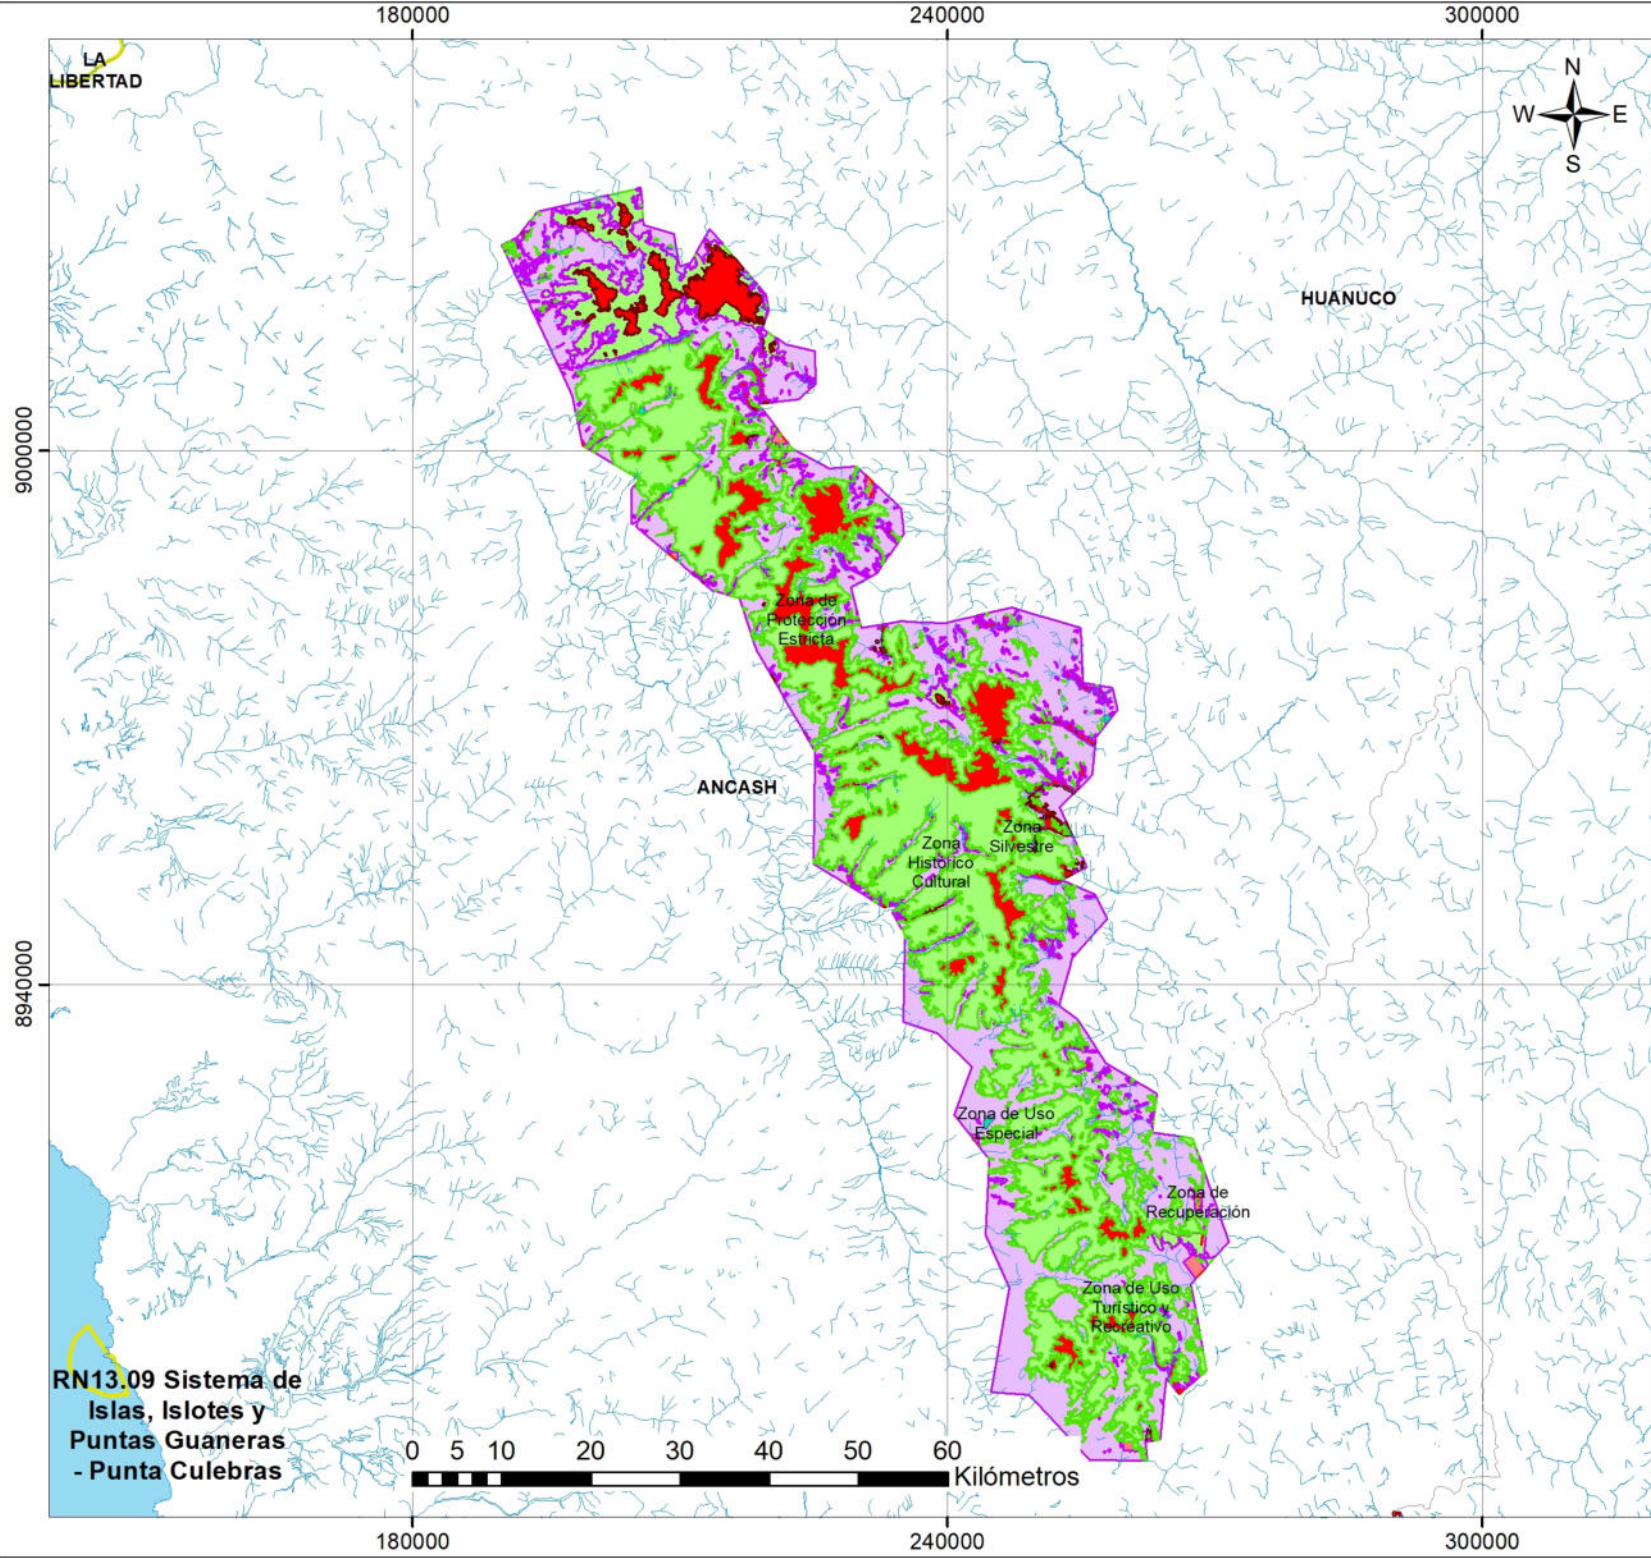 180000
240000
300000
LA
LIBERTAD
N
W
E
S
HUANUCO
9000000
Zona de
Protección
Estricta
ANCASH
Zona
Silvestre
Zona
Histórico
Cultural
8940000
Zona de Uso
Especial
Zona de
Recuperación
Zona de Uso
Turístico y
Recreativo
RN13.09 Sistema de
Islas, Islotes y
Puntas Guaneras
- Punta Culebras
0 5 10 20 30 40 50 60
Kilómetros
180000
240000
300000